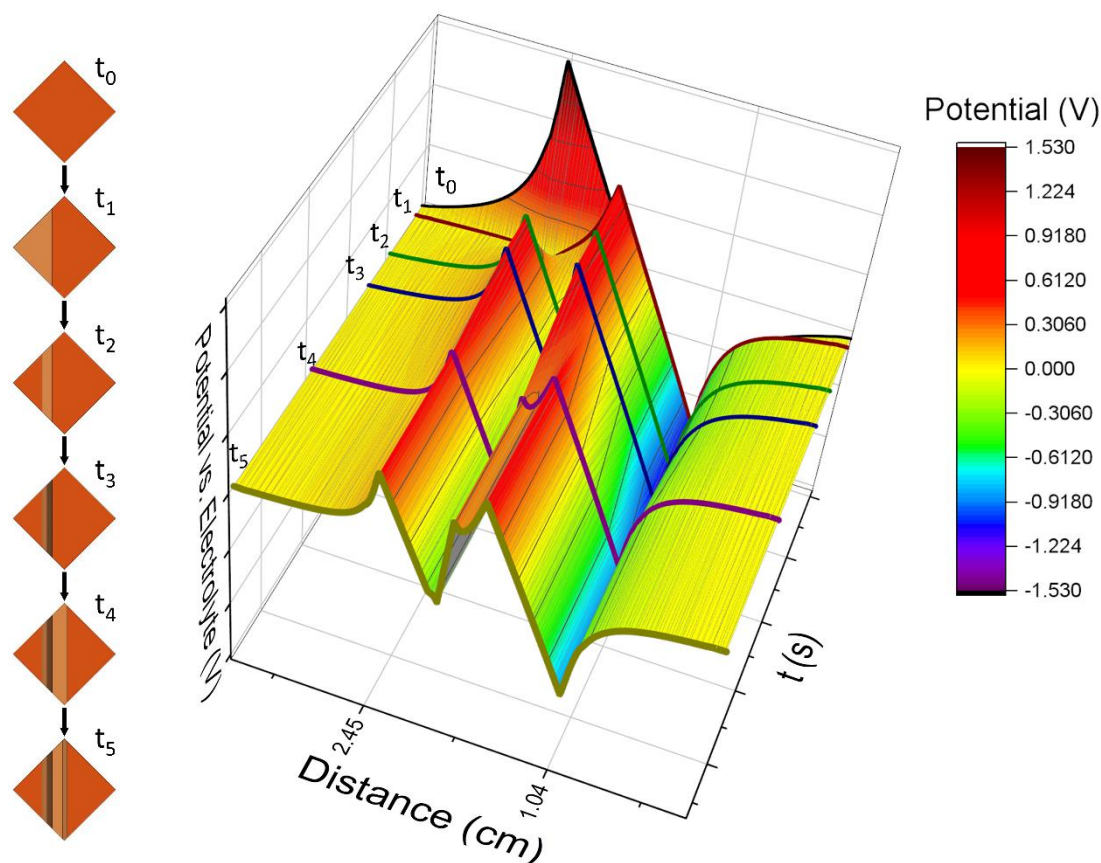 t0
t1
t2
t3
t4
t5
t0
t1
t2
t3
t4
t5
Potential vs. Electrolyte (V)
2.45
1.04
Distance (cm)
t (s)
Potential (V)
1.530
1.224
0.9180
0.6120
0.3060
0.000
-0.3060
-0.6120
-0.9180
-1.224
-1.530